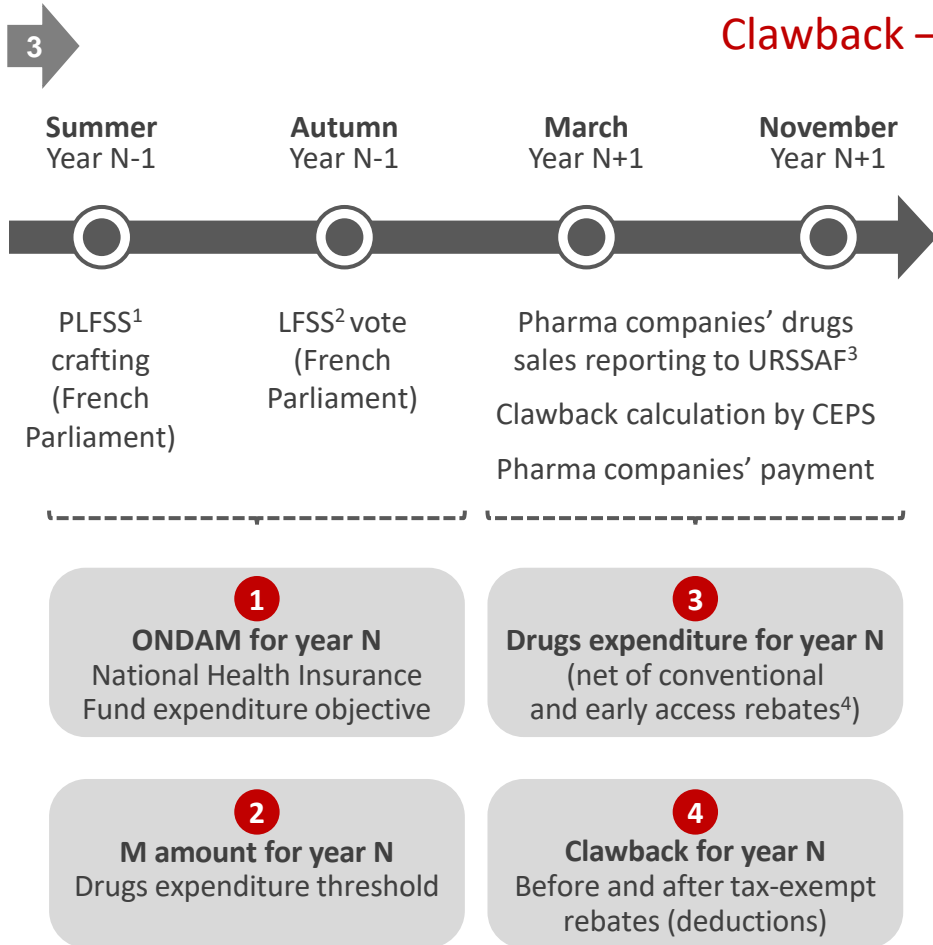 3
Clawback –
Summer
Year N-1
Autumn
Year N-1
March
Year N+1
November
Year N+1
PLFSS¹
crafting
(French
Parliament)
LFSS² vote
(French
Parliament)
Pharma companies’ drugs
sales reporting to URSSAF³
Clawback calculation by CEPS
Pharma companies’ payment
1
ONDAM for year N
National Health Insurance
Fund expenditure objective
3
Drugs expenditure for year N
(net of conventional
and early access rebates⁴)
2
M amount for year N
Drugs expenditure threshold
4
Clawback for year N
Before and after tax-exempt
rebates (deductions)